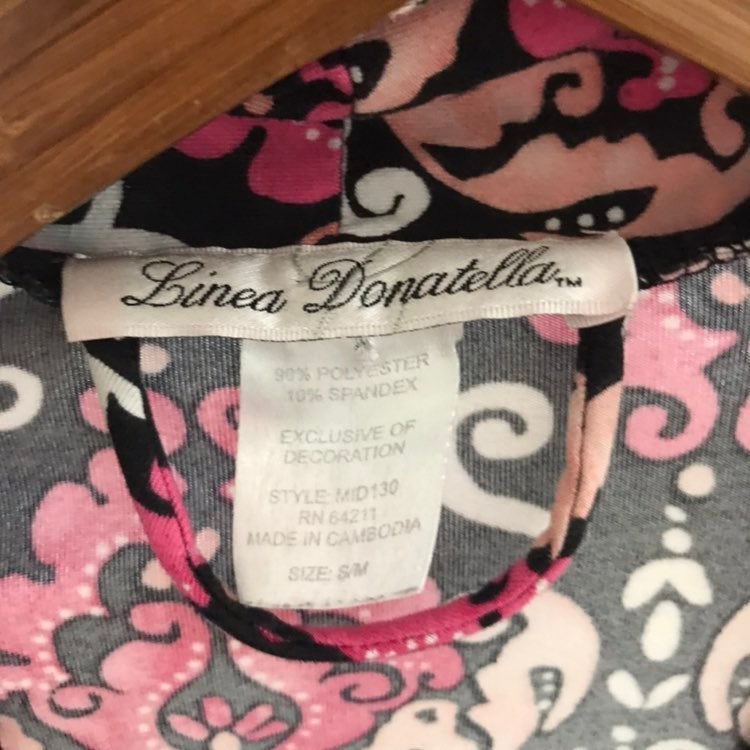 Linea Donatella™
A
90% POLYESTER
10% SPANDEX
EXCLUSIVE OF
DECORATION
STYLE: MID130
RN 64211
MADE IN CAMBODIA
SIZE: S/M